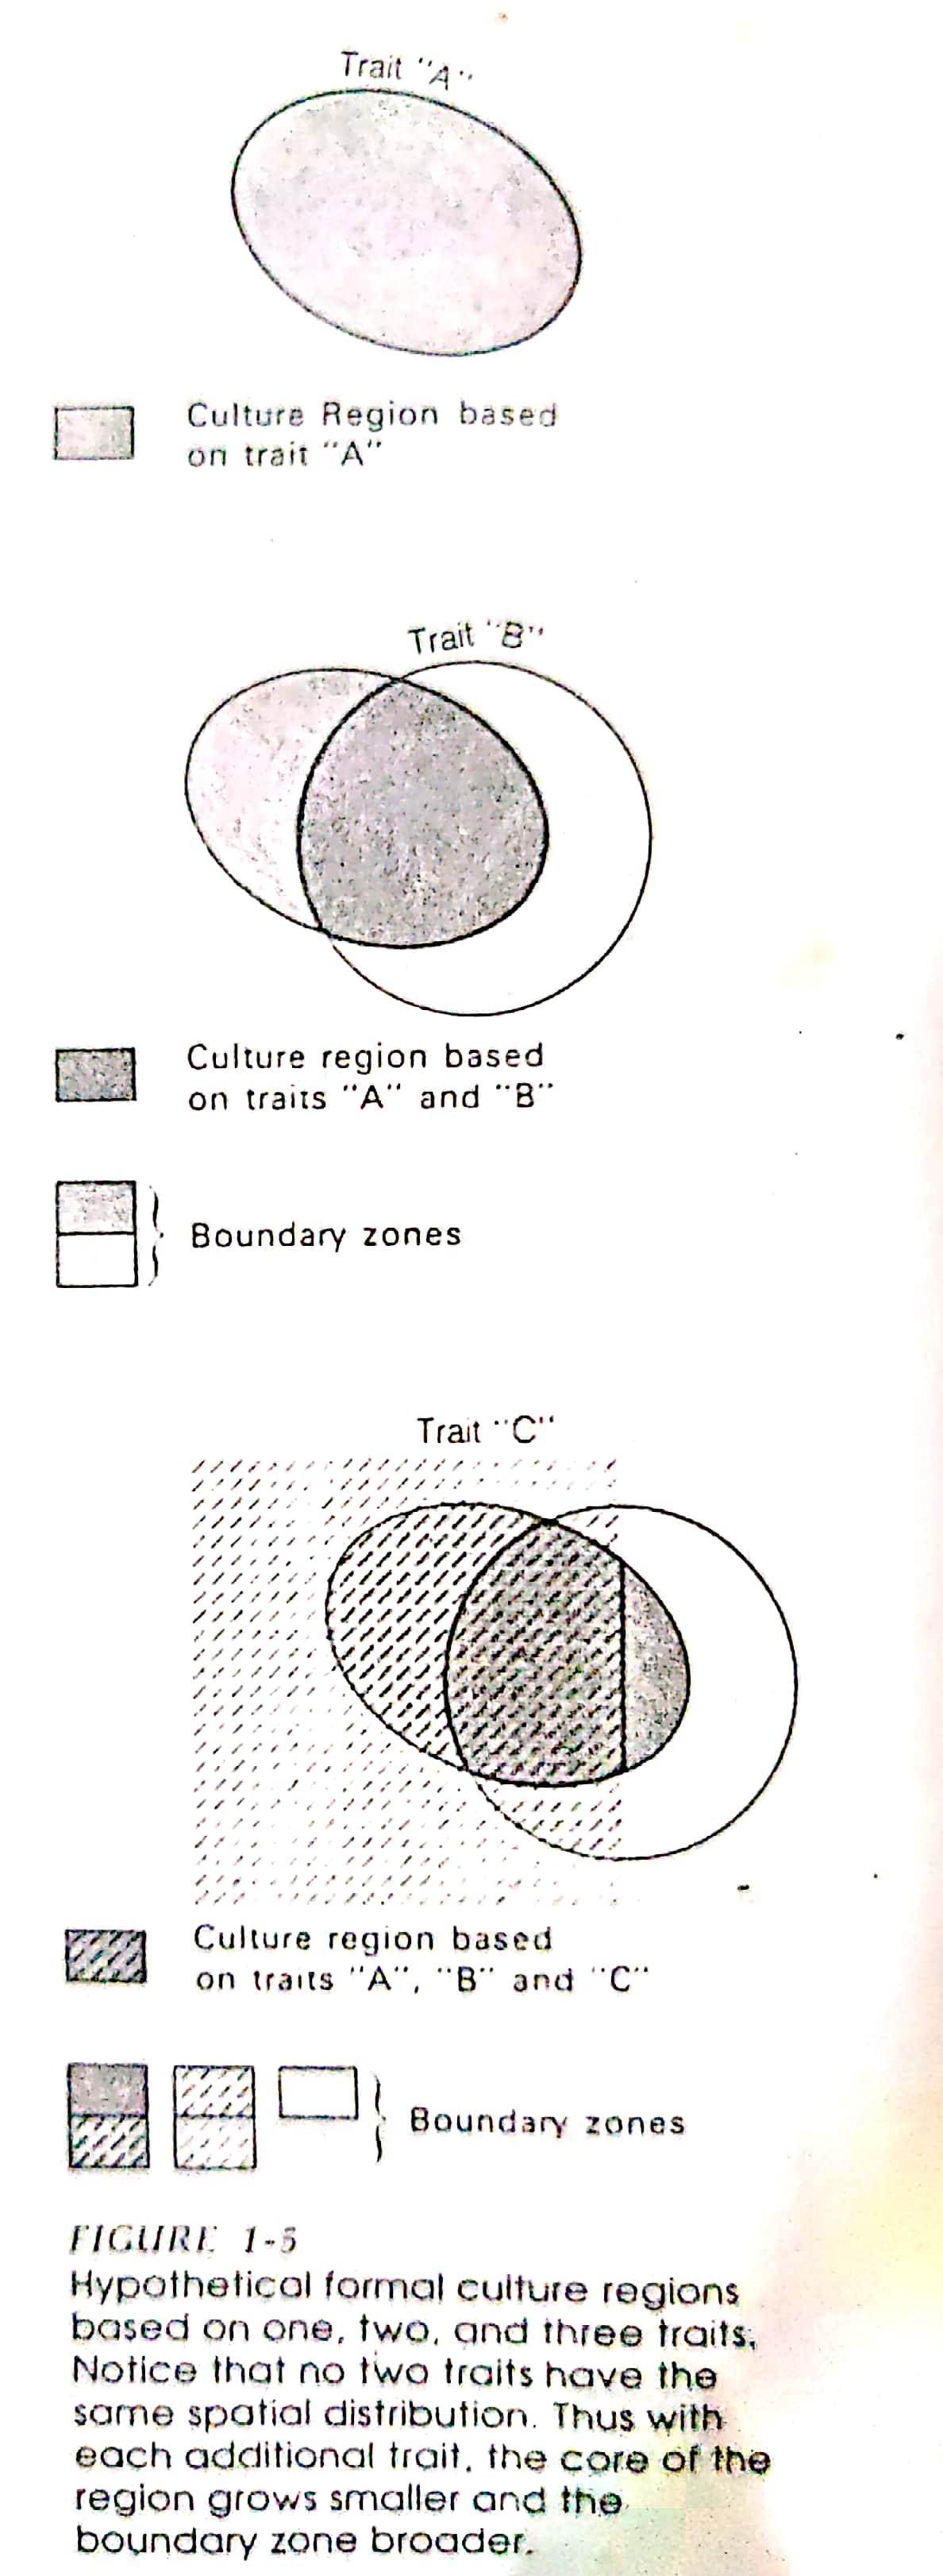 Trait "A"
Culture Region based
on trait "A"
Trait "B"
Culture region based
on traits "A" and "B"
Boundary zones
Trait "C"
Culture region based
on traits "A", "B" and "C"
Boundary zones
FIGURE 1-5
Hypothetical formal culture regions
based on one, two, and three traits.
Notice that no two traits have the
same spatial distribution. Thus with
each additional trait, the core of the
region grows smaller and the
boundary zone broader.